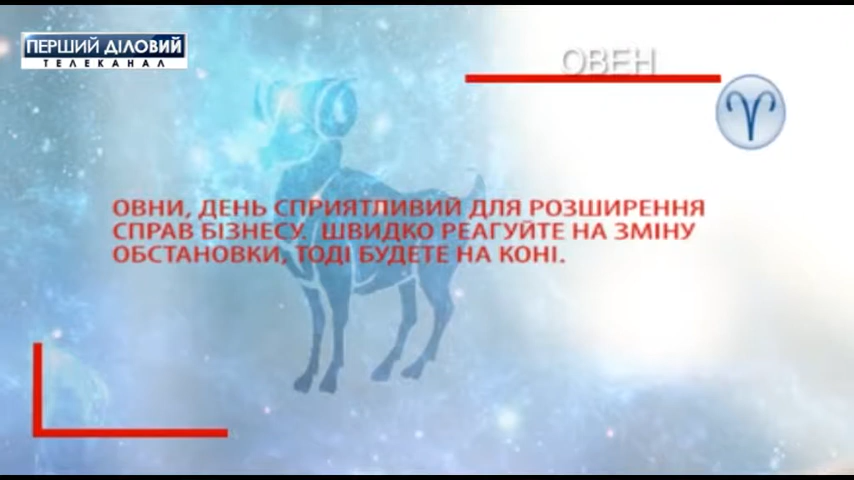 ПЕРШИЙ ДІЛОВИЙ
ТЕЛЕКАНАЛ
ОВЕН
ОВНИ, ДЕНЬ СПРИЯТЛИВИЙ ДЛЯ РОЗШИРЕННЯ
СПРАВ БІЗНЕСУ. ШВИДКО РЕАГУЙТЕ НА ЗМІНУ
ОБСТАНОВКИ, ТОДІ БУДЕТЕ НА КОНІ.